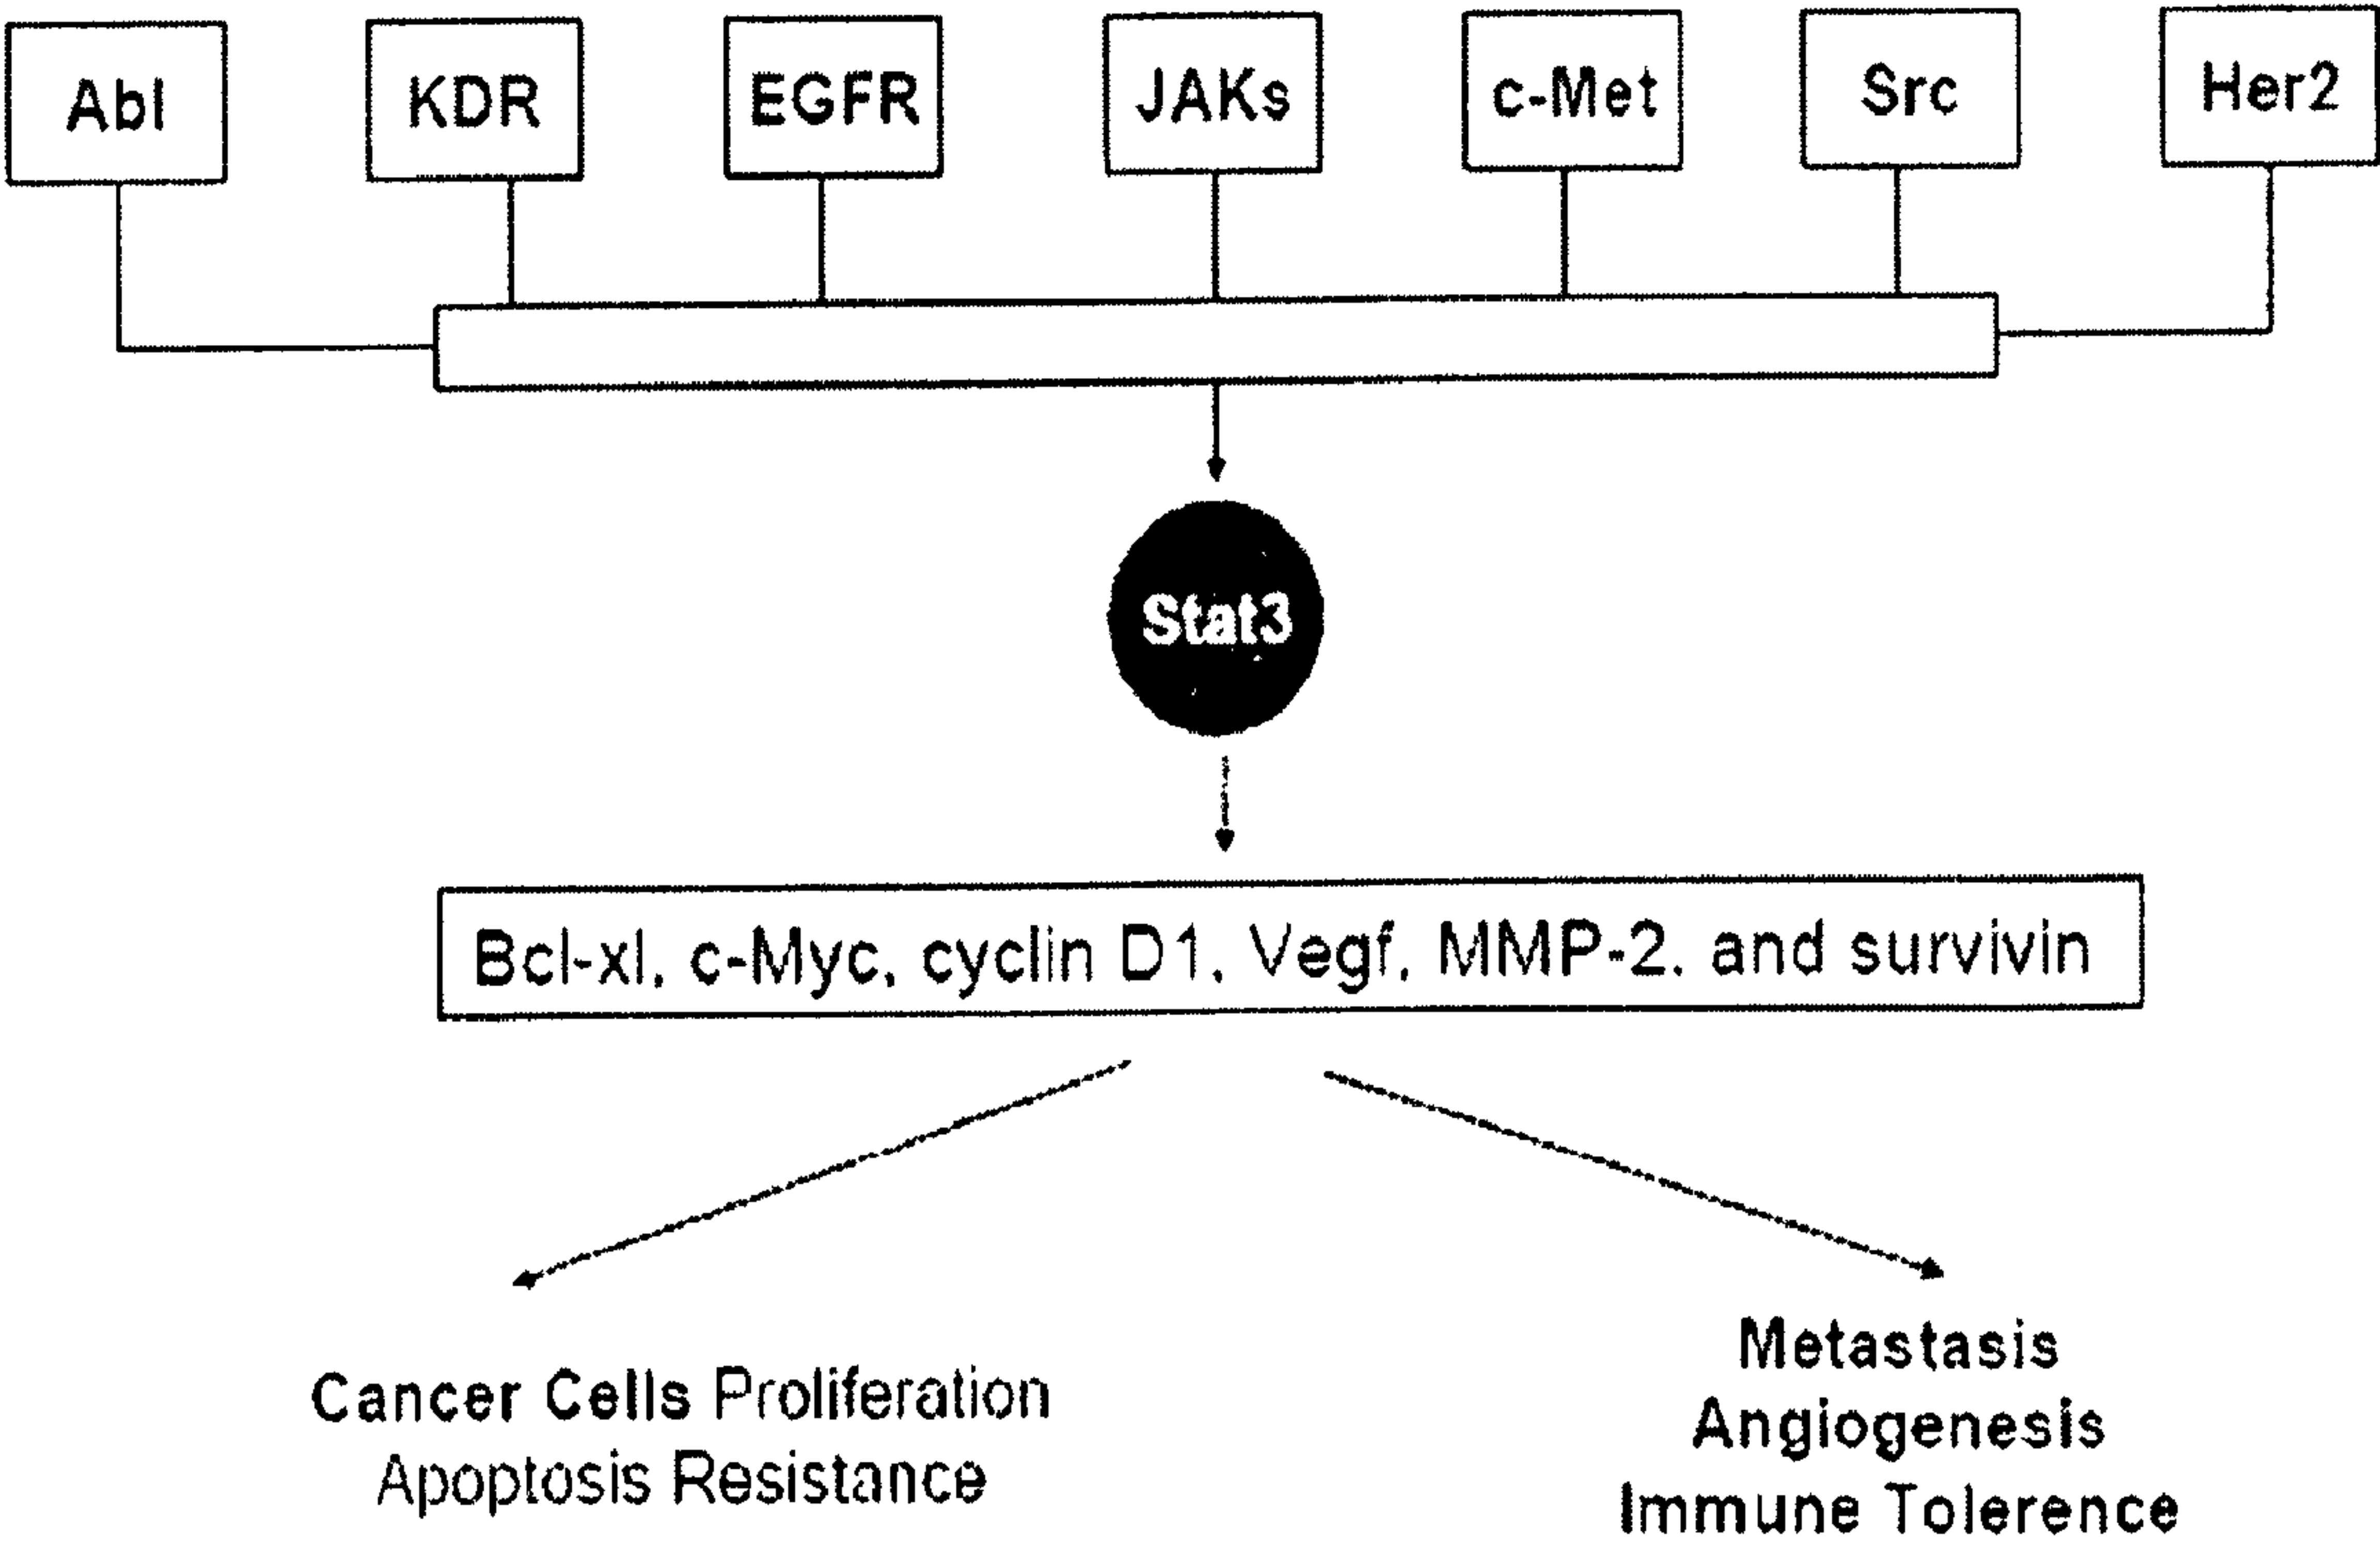 Abl KDR EGFR JAKs c-Met Src Her2
Stat3
Bcl-xl, c-Myc, cyclin D1, Vegf, MMP-2, and survivin
Cancer Cells Proliferation
Apoptosis Resistance
Metastasis
Angiogenesis
Immune Tolerence